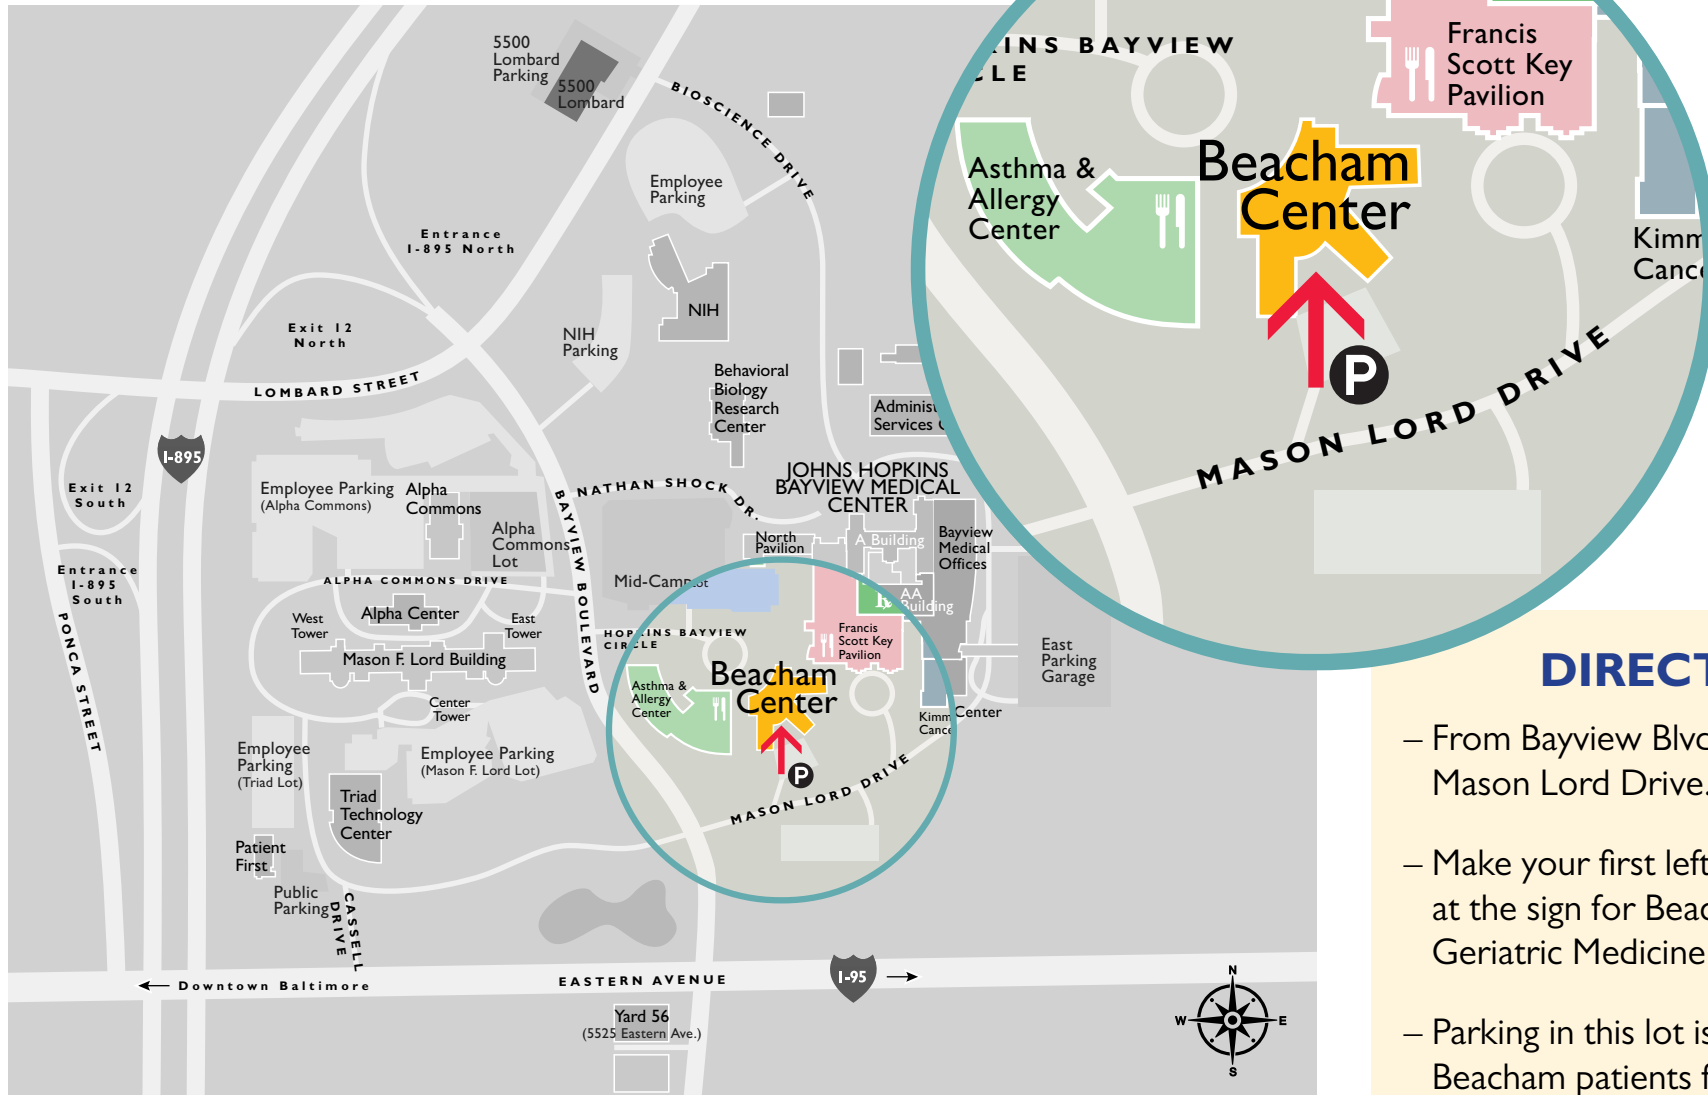 5500
Lombard
Parking
5500
Lombard
BIOSCIENCE DRIVE
Employee
Parking
Entrance
I-895 North
NIH
NIH
Parking
Exit 12
North
LOMBARD STREET
Behavioral
Biology
Research
Center
Services
I-895
Exit 12
South
Employee Parking
(Alpha Commons)
Alpha
Commons
Alpha
Commons
Lot
BAYVIEW BOULEVARD
NATHAN SHOCK DR.
JOHNS HOPKINS
BAYVIEW MEDICAL
CENTER
North
Pavilion
A Building
Bayview
Medical
Offices
Entrance
I-895
South
ALPHA COMMONS DRIVE
Mid-Camp
AA
Building
West
Tower
Alpha Center
East
Tower
Mason F. Lord Building
HOPKINS BAYVIEW
CIRCLE
Francis
Scott Key
Pavilion
East
Parking
Garage
PONCA STREET
Asthma &
Allergy
Center
Beacham
Center
Center
P
MASON LORD DRIVE
Center
Tower
Employee
Parking
(Triad Lot)
Employee Parking
(Mason F. Lord Lot)
Triad
Technology
Center
Patient
First
Public
Parking
CASSELL
DRIVE
EASTERN AVENUE
I-95
Downtown Baltimore
Yard 56
(5525 Eastern Ave.)
N
W E
S
KINS BAYVIEW
CLE
Francis
Scott Key
Pavilion
Asthma &
Allergy
Center
Beacham
Center
P
MASON LORD DRIVE
DIRECT
– From Bayview Blvd
Mason Lord Drive.
– Make your first left
at the sign for Beac
Geriatric Medicine
– Parking in this lot is
Beacham patients f